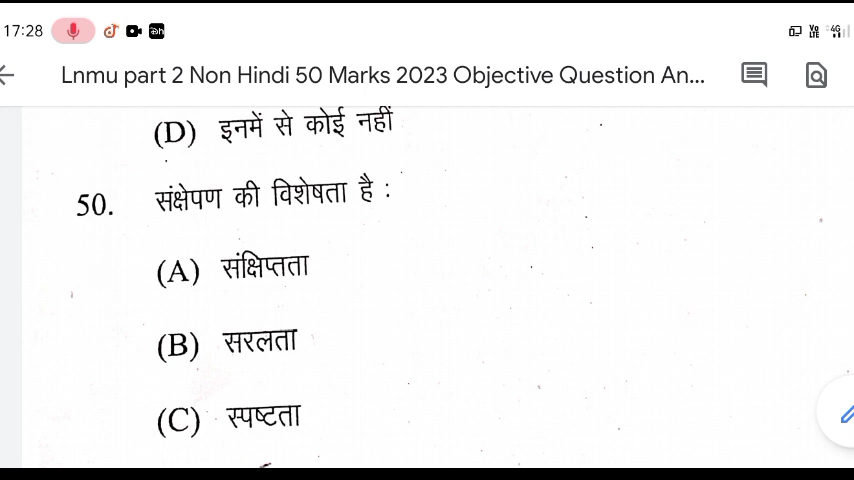 17:28
Lnmu part 2 Non Hindi 50 Marks 2023 Objective Question An...
(D) इनमें से कोई नहीं
50. संक्षेपण की विशेषता है :
(A) संक्षिप्तता
(B) सरलता
(C) स्पष्टता